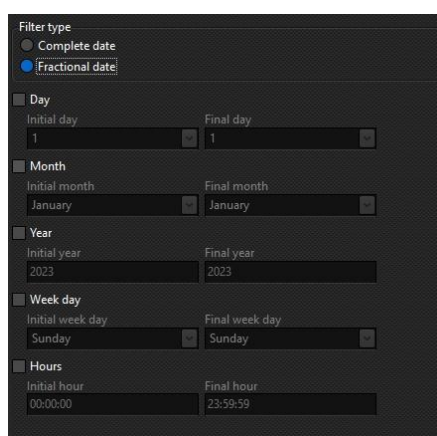 Filter type
Complete date
Fractional date
Day
Initial day Final day
1 1
Month
Initial month Final month
January January
Year
Initial year Final year
2023 2023
Week day
Initial week day Final week day
Sunday Sunday
Hours
Initial hour Final hour
00:00:00 23:59:59